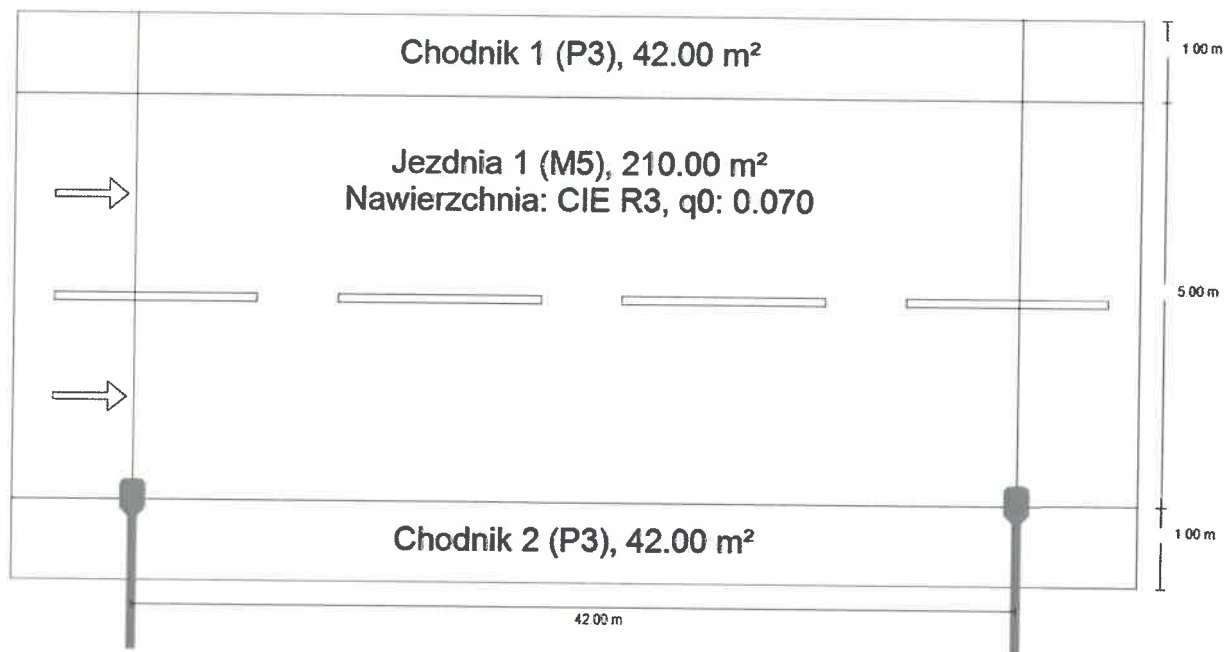 Chodnik 1 (P3), 42.00 m²
1.00 m
Jezdnia 1 (M5), 210.00 m²
Nawierzchnia: CIE R3, q0: 0.070
5.00 m
Chodnik 2 (P3), 42.00 m²
1.00 m
42.00 m